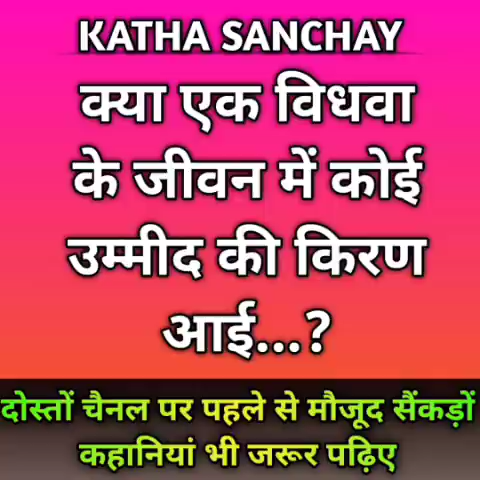 KATHA SANCHAY
क्या एक विधवा
के जीवन में कोई
उम्मीद की किरण
आई...?
दोस्तों चैनल पर पहले से मौजूद सैंकड़ों
कहानियां भी जरूर पढ़िए